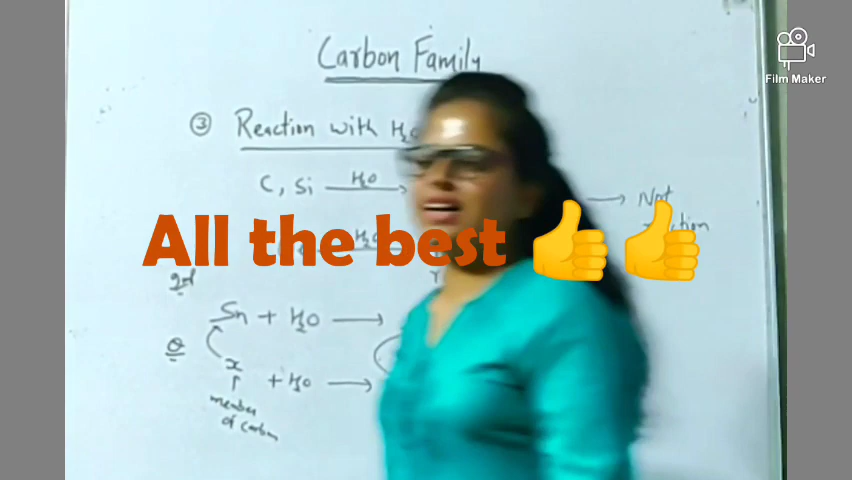 Carbon Family
Film Maker
③ Reaction with H₂O
C, Si H₂O → → Not
All the best 👍👍
H₂O
Sn + H₂O →
Q
x + H₂O →
member
of carbon